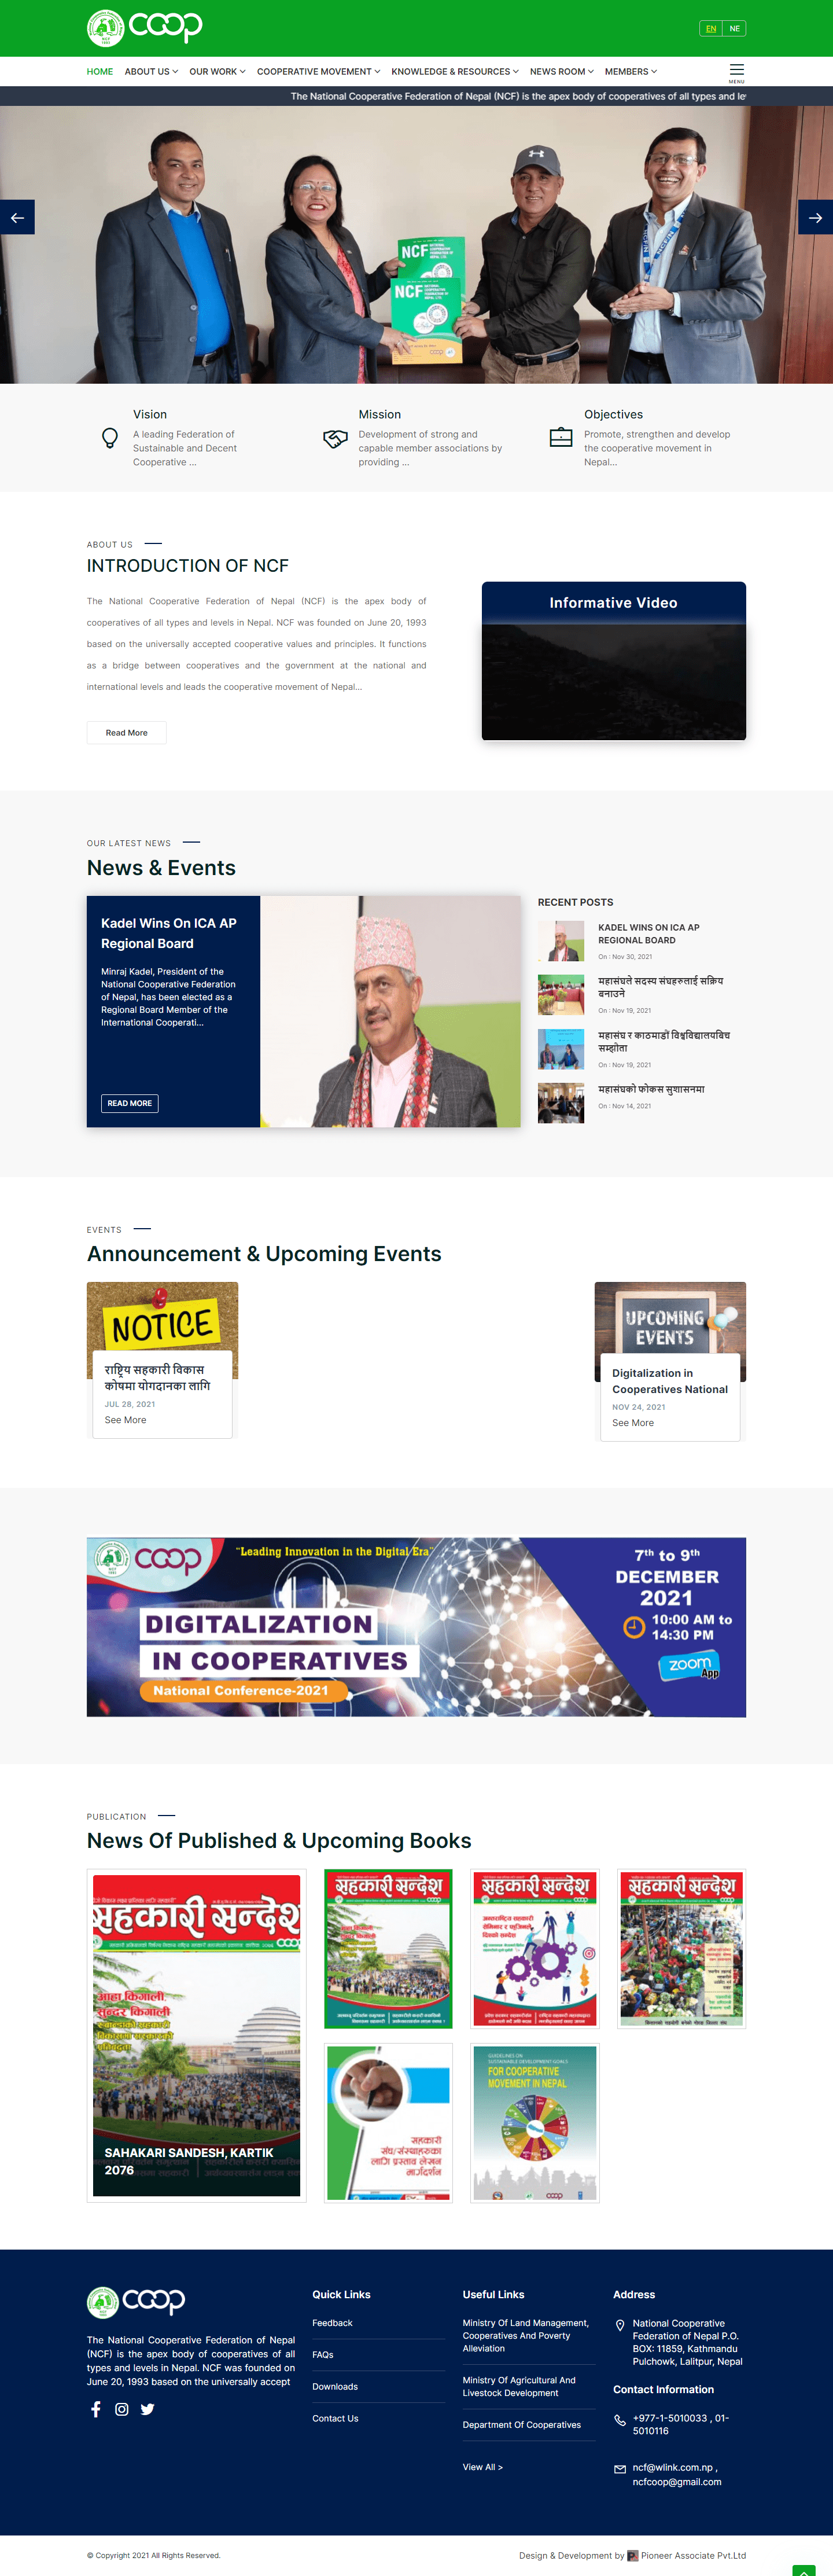 NCF
1993
coop
EN
NE
HOME
ABOUT US
OUR WORK
COOPERATIVE MOVEMENT
KNOWLEDGE & RESOURCES
NEWS ROOM
MEMBERS
MENU
The National Cooperative Federation of Nepal (NCF) is the apex body of cooperatives of all types and le
NCF
NCF
Vision
A leading Federation of
Sustainable and Decent
Cooperative ...
Mission
Development of strong and
capable member associations by
providing ...
Objectives
Promote, strengthen and develop
the cooperative movement in
Nepal...
ABOUT US
INTRODUCTION OF NCF
The National Cooperative Federation of Nepal (NCF) is the apex body of
cooperatives of all types and levels in Nepal. NCF was founded on June 20, 1993
based on the universally accepted cooperative values and principles. It functions
as a bridge between cooperatives and the government at the national and
international levels and leads the cooperative movement of Nepal...
Read More
Informative Video
OUR LATEST NEWS
News & Events
Kadel Wins On ICA AP
Regional Board
Minraj Kadel, President of the
National Cooperative Federation
of Nepal, has been elected as a
Regional Board Member of the
International Cooperati...
READ MORE
RECENT POSTS
KADEL WINS ON ICA AP
REGIONAL BOARD
On : Nov 30, 2021
महासंघले सदस्य संघहरुलाई सक्रिय
बनाउने
On : Nov 19, 2021
महासंघ र काठमाडौं विश्वविद्यालयबिच
सम्झौता
On : Nov 19, 2021
महासंघको फोकस सुशासनमा
On : Nov 14, 2021
EVENTS
Announcement & Upcoming Events
NOTICE
राष्ट्रिय सहकारी विकास
कोषमा योगदानका लागि
JUL 28, 2021
See More
UPCOMING
EVENTS
Digitalization in
Cooperatives National
NOV 24, 2021
See More
coop
"Leading Innovation in the Digital Era"
DIGITALIZATION
IN COOPERATIVES
National Conference-2021
7th to 9th
DECEMBER
2021
10:00 AM to
14:30 PM
zoom
App
PUBLICATION
News Of Published & Upcoming Books
सहकारी सन्देश
आहा किगाली,
सुन्दर किगाली
SAHAKARI SANDESH, KARTIK
2076
सहकारी सन्देश
सहकारी सन्देश
सहकारी सन्देश
सहकारी
संघ/संस्थाहरुका
लागि प्रस्ताव लेखन
मार्गदर्शन
GUIDELINES ON
SUSTAINABLE DEVELOPMENT GOALS
FOR COOPERATIVE
MOVEMENT IN NEPAL
coop
The National Cooperative Federation of Nepal
(NCF) is the apex body of cooperatives of all
types and levels in Nepal. NCF was founded on
June 20, 1993 based on the universally accept
Quick Links
Feedback
FAQs
Downloads
Contact Us
Useful Links
Ministry Of Land Management,
Cooperatives And Poverty
Alleviation
Ministry Of Agricultural And
Livestock Development
Department Of Cooperatives
View All >
Address
National Cooperative
Federation of Nepal P.O.
BOX: 11859, Kathmandu
Pulchowk, Lalitpur, Nepal
Contact Information
+977-1-5010033 , 01-
5010116
ncf@wlink.com.np ,
ncfcoop@gmail.com
© Copyright 2021 All Rights Reserved.
Design & Development by Pioneer Associate Pvt.Ltd